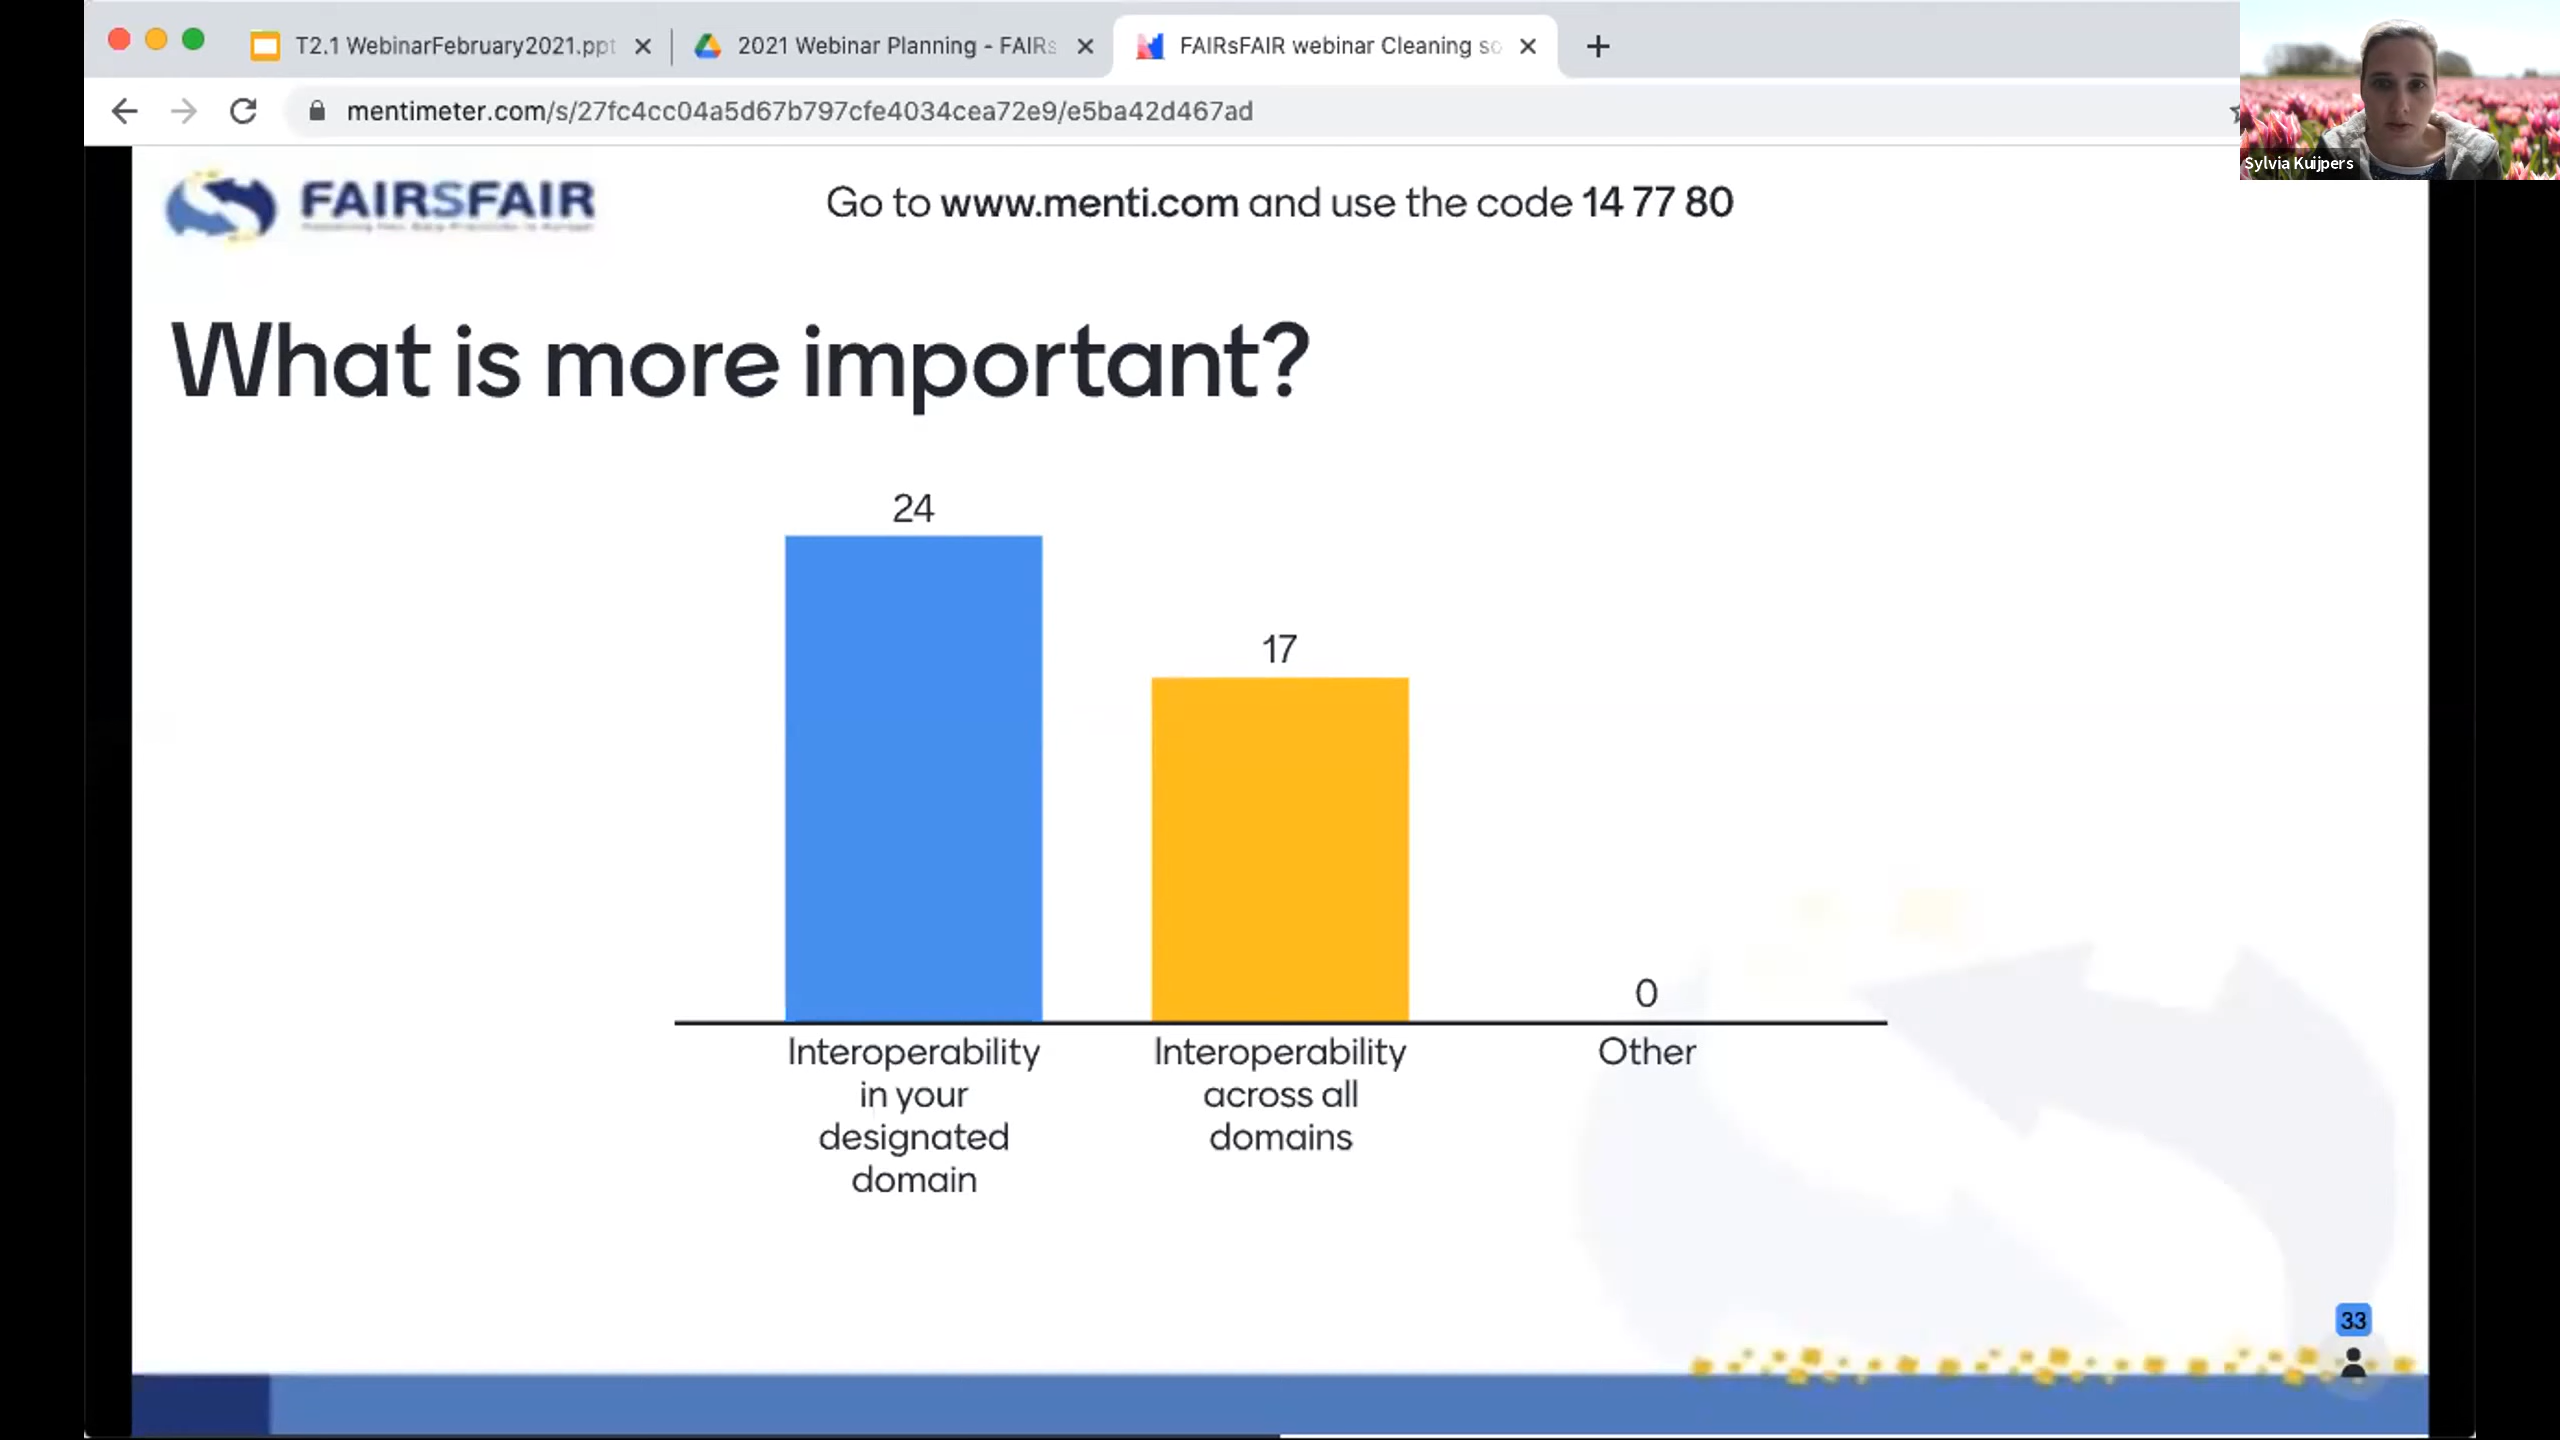 T2.1 WebinarFebruary2021.ppt
2021 Webinar Planning - FAIRs
FAIRsFAIR webinar Cleaning so
mentimeter.com/s/27fc4cc04a5d67b797cfe4034cea72e9/e5ba42d467ad
Sylvia Kuijpers
FAIRSFAIR
Go to www.menti.com and use the code 14 77 80
What is more important?
24
17
0
Interoperability
in your
designated
domain
Interoperability
across all
domains
Other
33